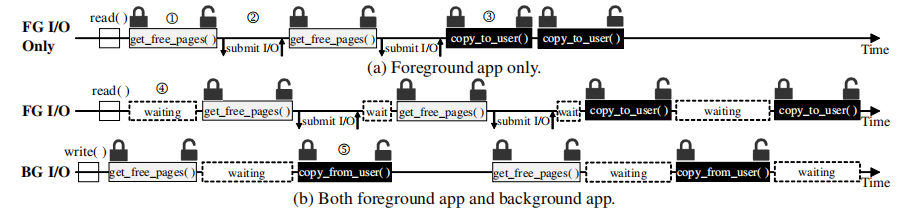 FG I/O Only
read( ) ① ② ③
get_free_pages( ) submit I/O get_free_pages( ) submit I/O copy_to_user( ) copy_to_user( )
Time
(a) Foreground app only.
read( ) ④
FG I/O waiting get_free_pages( ) submit I/O wait get_free_pages( ) submit I/O wait copy_to_user( ) waiting copy_to_user( )
Time
write( ) ⑤
BG I/O get_free_pages( ) waiting copy_from_user( ) get_free_pages( ) waiting copy_from_user( ) waiting
Time
(b) Both foreground app and background app.